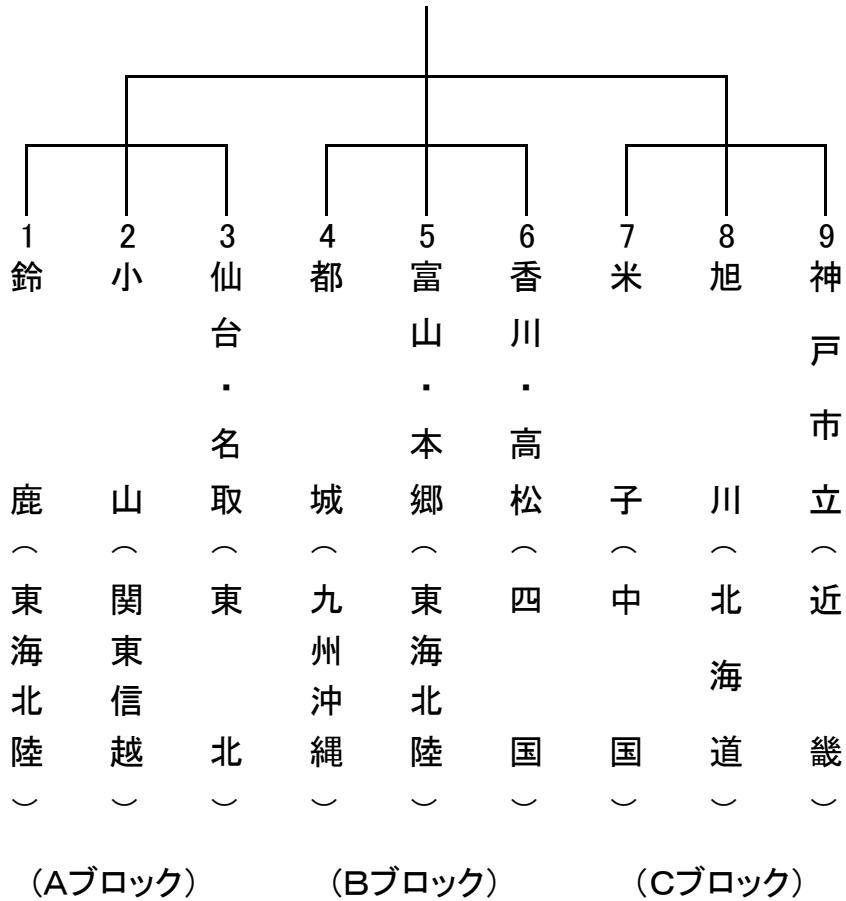 1
鈴鹿（東海北陸）
2
小山（関東信越）
3
仙台・名取（東北）
4
都城（九州沖縄）
5
富山・本郷（東海北陸）
6
香川・高松（四国）
7
米子（中国）
8
旭川（北海道）
9
神戸市立（近畿）
（Aブロック）
（Bブロック）
（Cブロック）